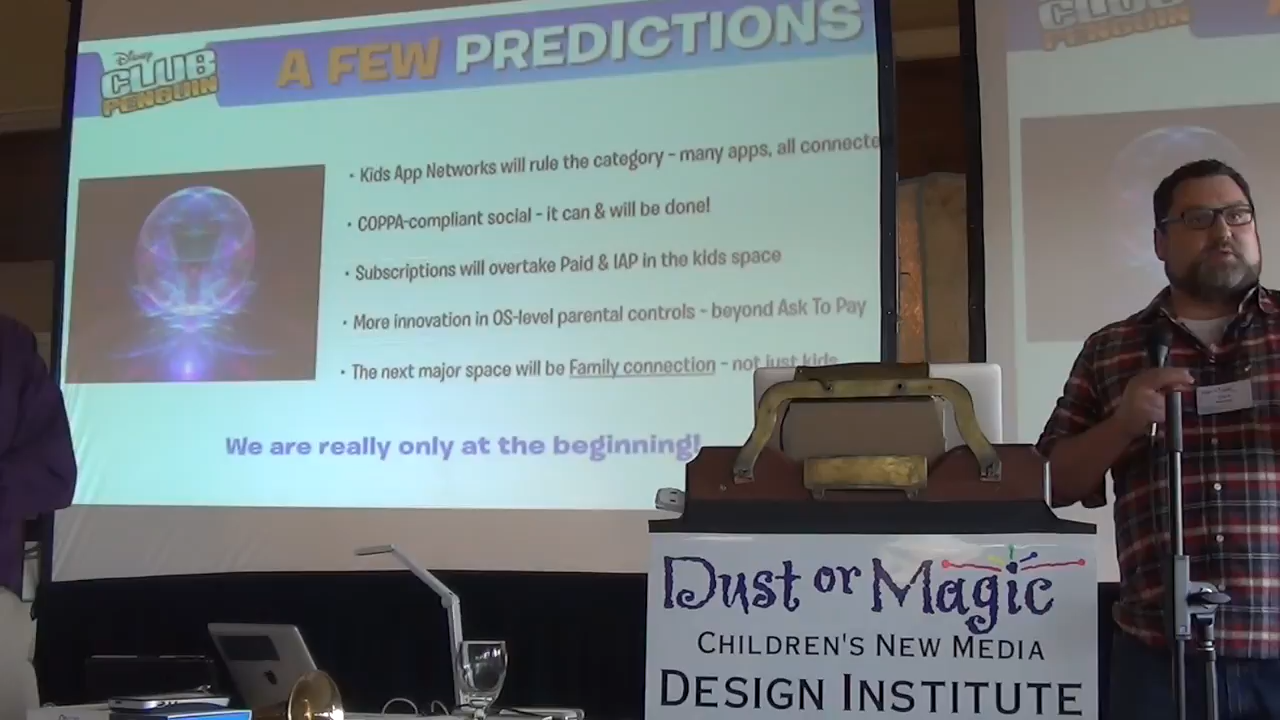 Disney
CLUB
PENGUIN
A FEW PREDICTIONS
CLUB
PENGUIN
• Kids App Networks will rule the category - many apps, all connecte
• COPPA-compliant social - it can & will be done!
• Subscriptions will overtake Paid & IAP in the kids space
• More innovation in OS-level parental controls - beyond Ask To Pay
• The next major space will be Family connection - not just kids
We are really only at the beginning!
Dust or Magic
CHILDREN'S NEW MEDIA
DESIGN INSTITUTE